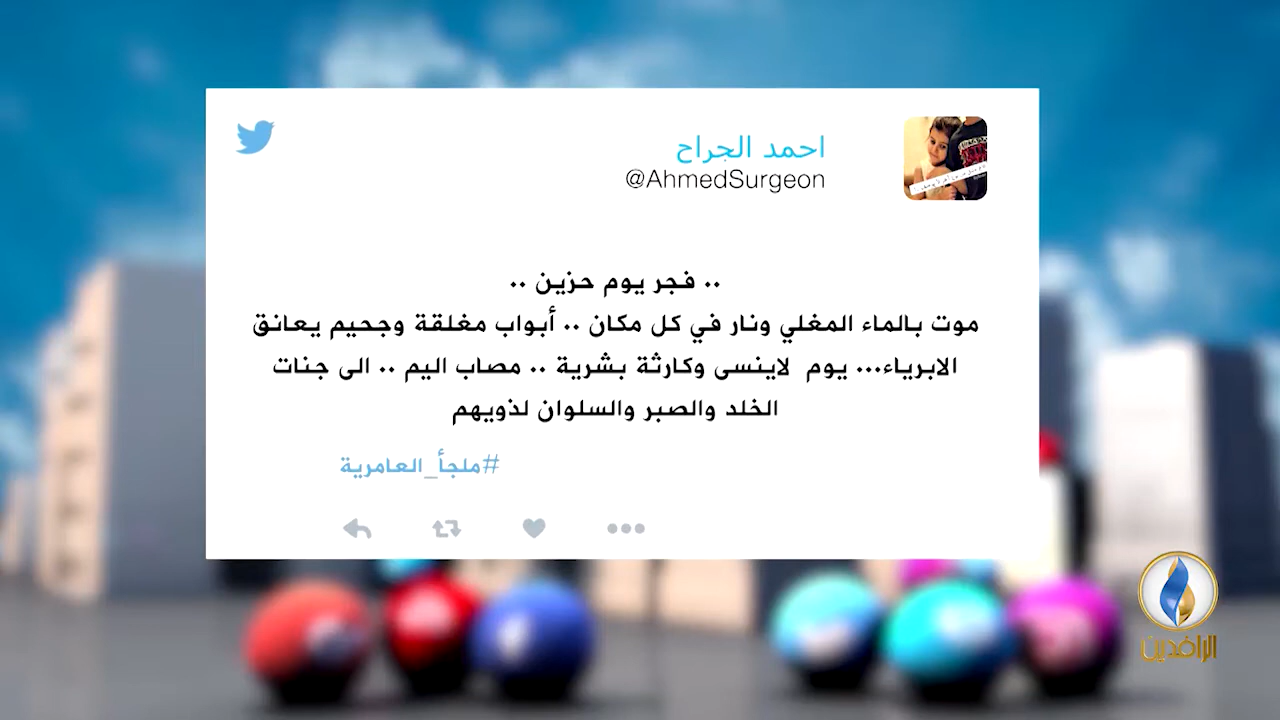 احمد الجراح
@AhmedSurgeon
.. فجر يوم حزين ..
موت بالماء المغلي ونار في كل مكان .. أبواب مغلقة وجحيم يعانق
الابرياء... يوم لاينسى وكارثة بشرية .. مصاب اليم .. الى جنات
الخلد والصبر والسلوان لذويهم
#ملجأ_العامرية
الرافدين